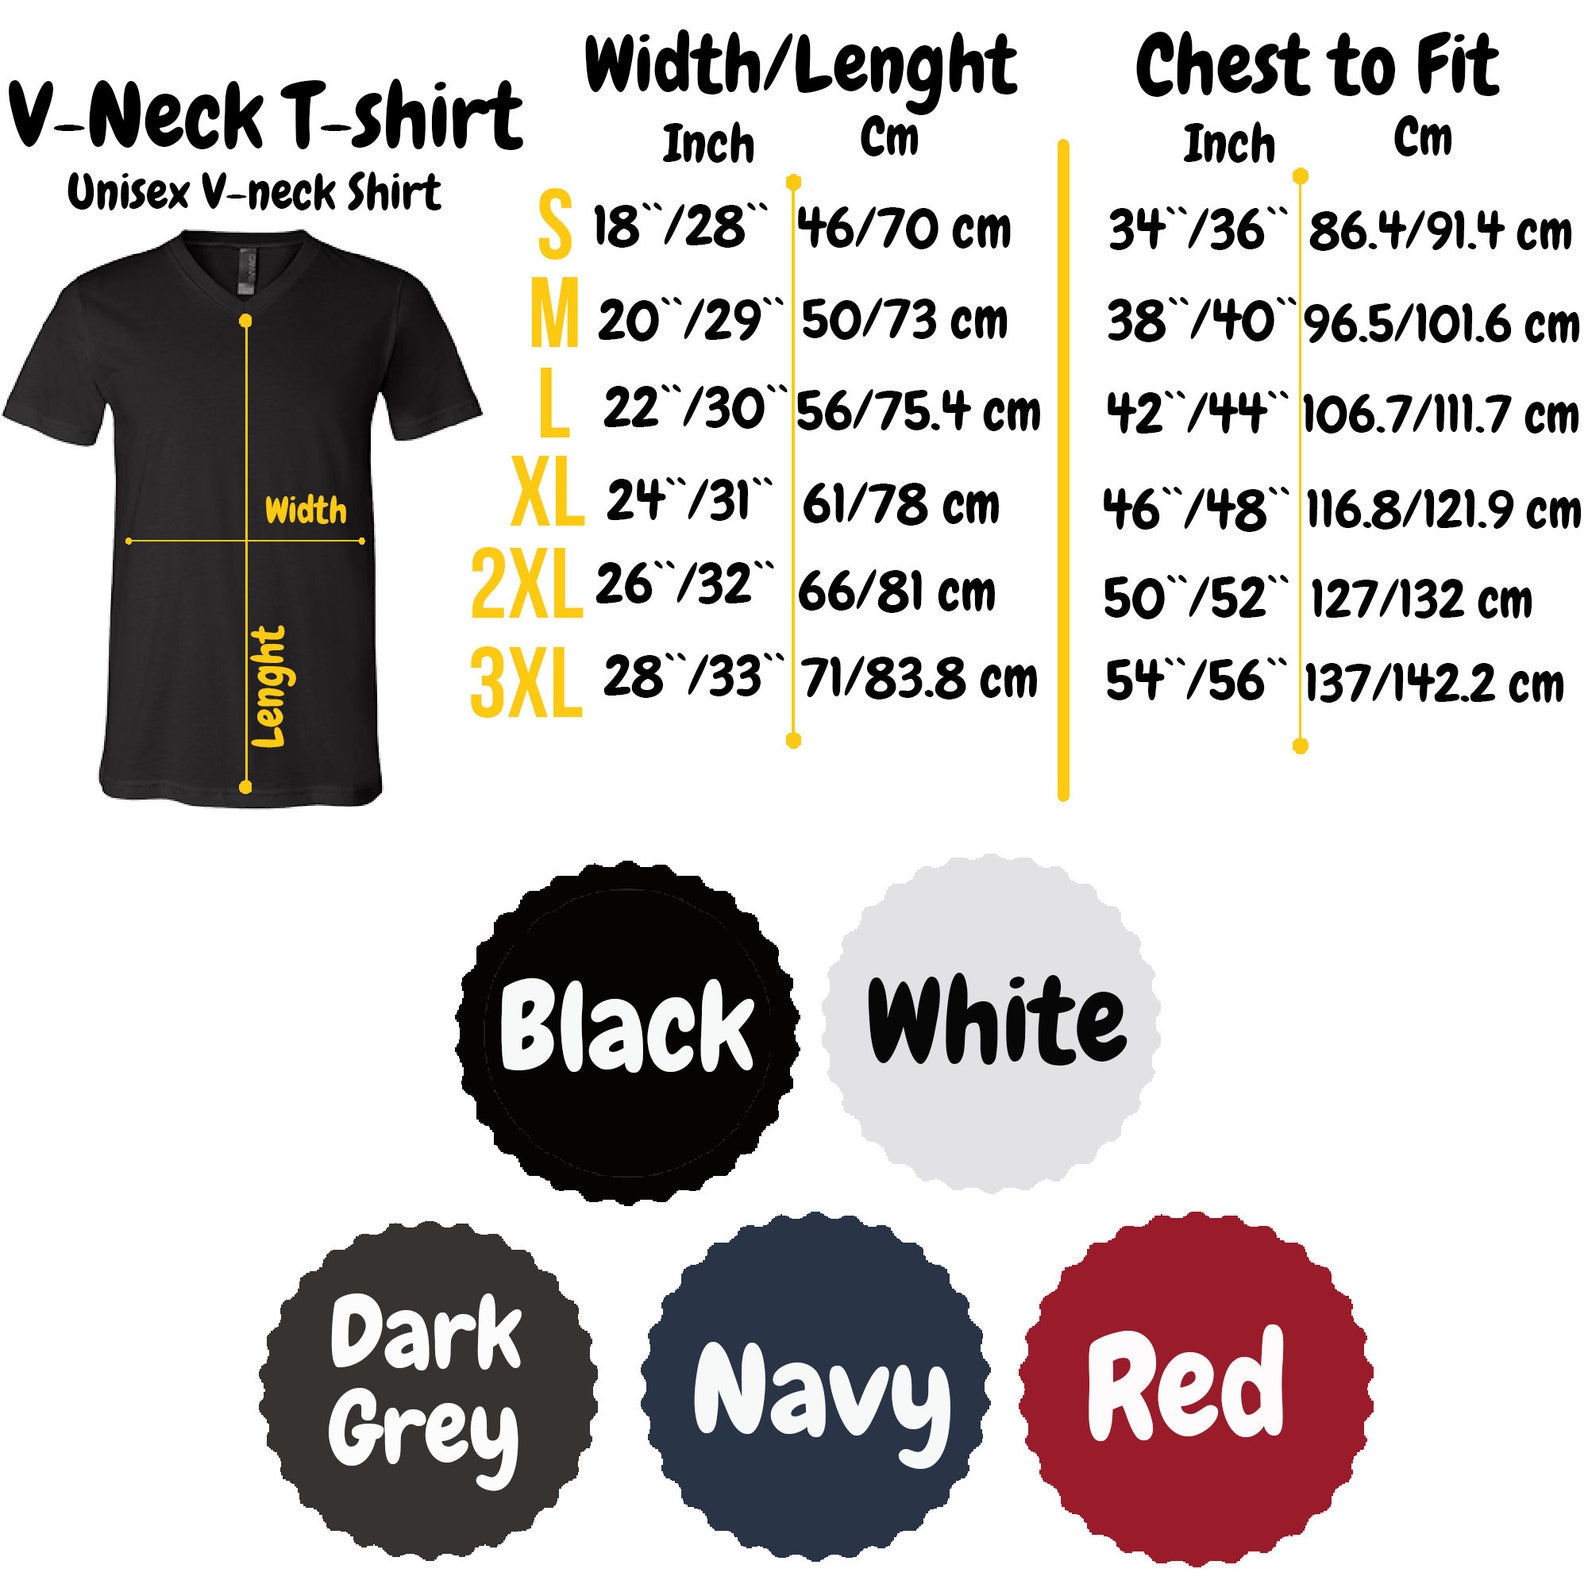 V-Neck T-shirt
Unisex V-neck Shirt
Width
Lenght
Width/Lenght
Inch Cm
Chest to Fit
Inch Cm
S 18``/28`` 46/70 cm 34``/36`` 86.4/91.4 cm
M 20``/29`` 50/73 cm 38``/40`` 96.5/101.6 cm
L 22``/30`` 56/75.4 cm 42``/44`` 106.7/111.7 cm
XL 24``/31`` 61/78 cm 46``/48`` 116.8/121.9 cm
2XL 26``/32`` 66/81 cm 50``/52`` 127/132 cm
3XL 28``/33`` 71/83.8 cm 54``/56`` 137/142.2 cm
Black
White
Dark
Grey
Navy
Red